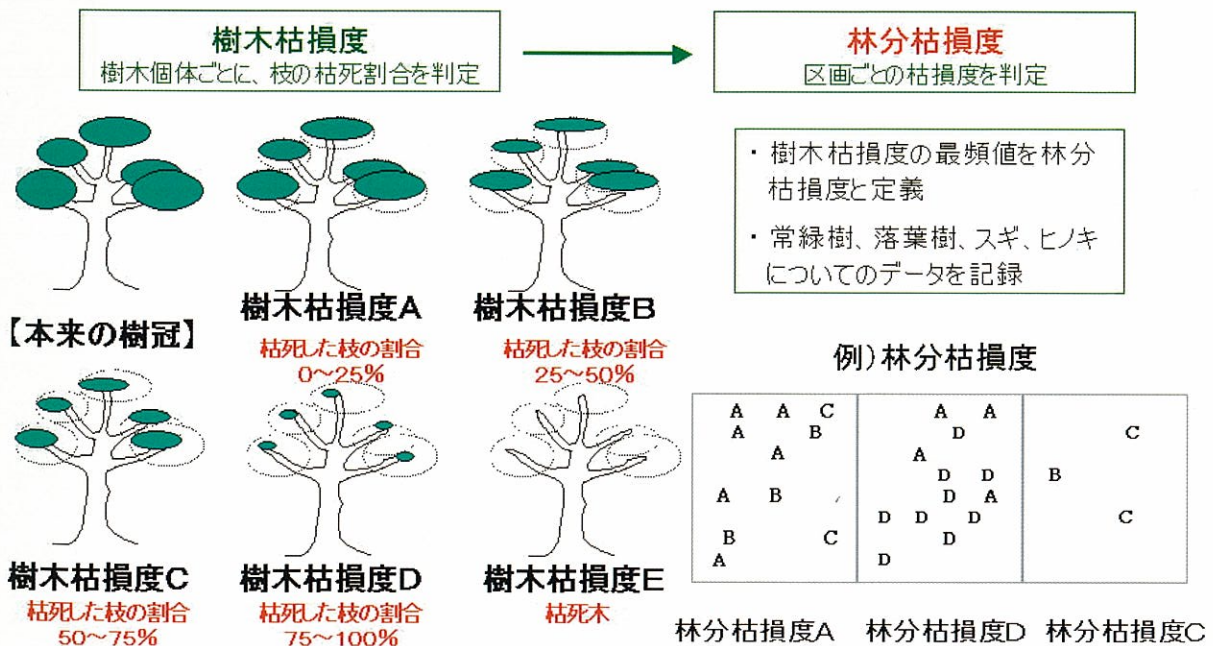 樹木枯損度
樹木個体ごとに、枝の枯死割合を判定
林分枯損度
区画ごとの枯損度を判定
・樹木枯損度の最頻値を林分
枯損度と定義
・常緑樹、落葉樹、スギ、ヒノキ
についてのデータを記録
【本来の樹冠】
樹木枯損度A
枯死した枝の割合
0～25%
樹木枯損度B
枯死した枝の割合
25～50%
樹木枯損度C
枯死した枝の割合
50～75%
樹木枯損度D
枯死した枝の割合
75～100%
樹木枯損度E
枯死木
例)林分枯損度
A A C
A B
A
A B
B C
A
A A
D
A
D D
D A
D D D
D
D
C
B
C
林分枯損度A
林分枯損度D
林分枯損度C